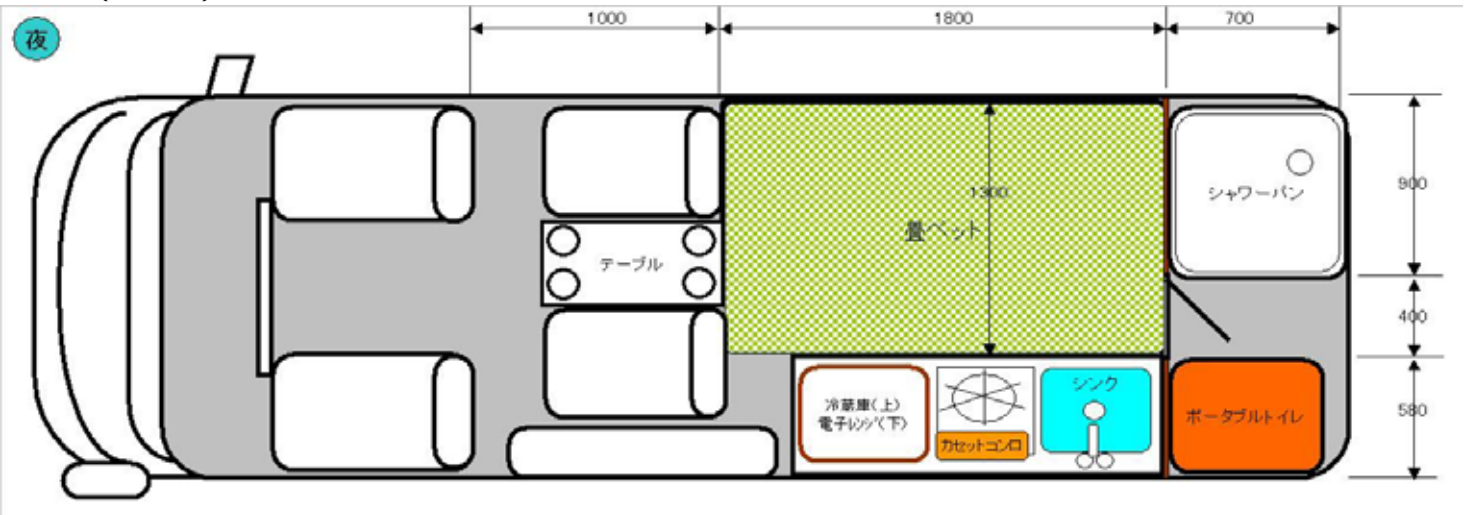 夜
1000
1800
700
1300
畳ベット
テーブル
シャワーパン
900
400
580
冷蔵庫(上)
電子レンジ(下)
カセットコンロ
シンク
ポータブルトイレ